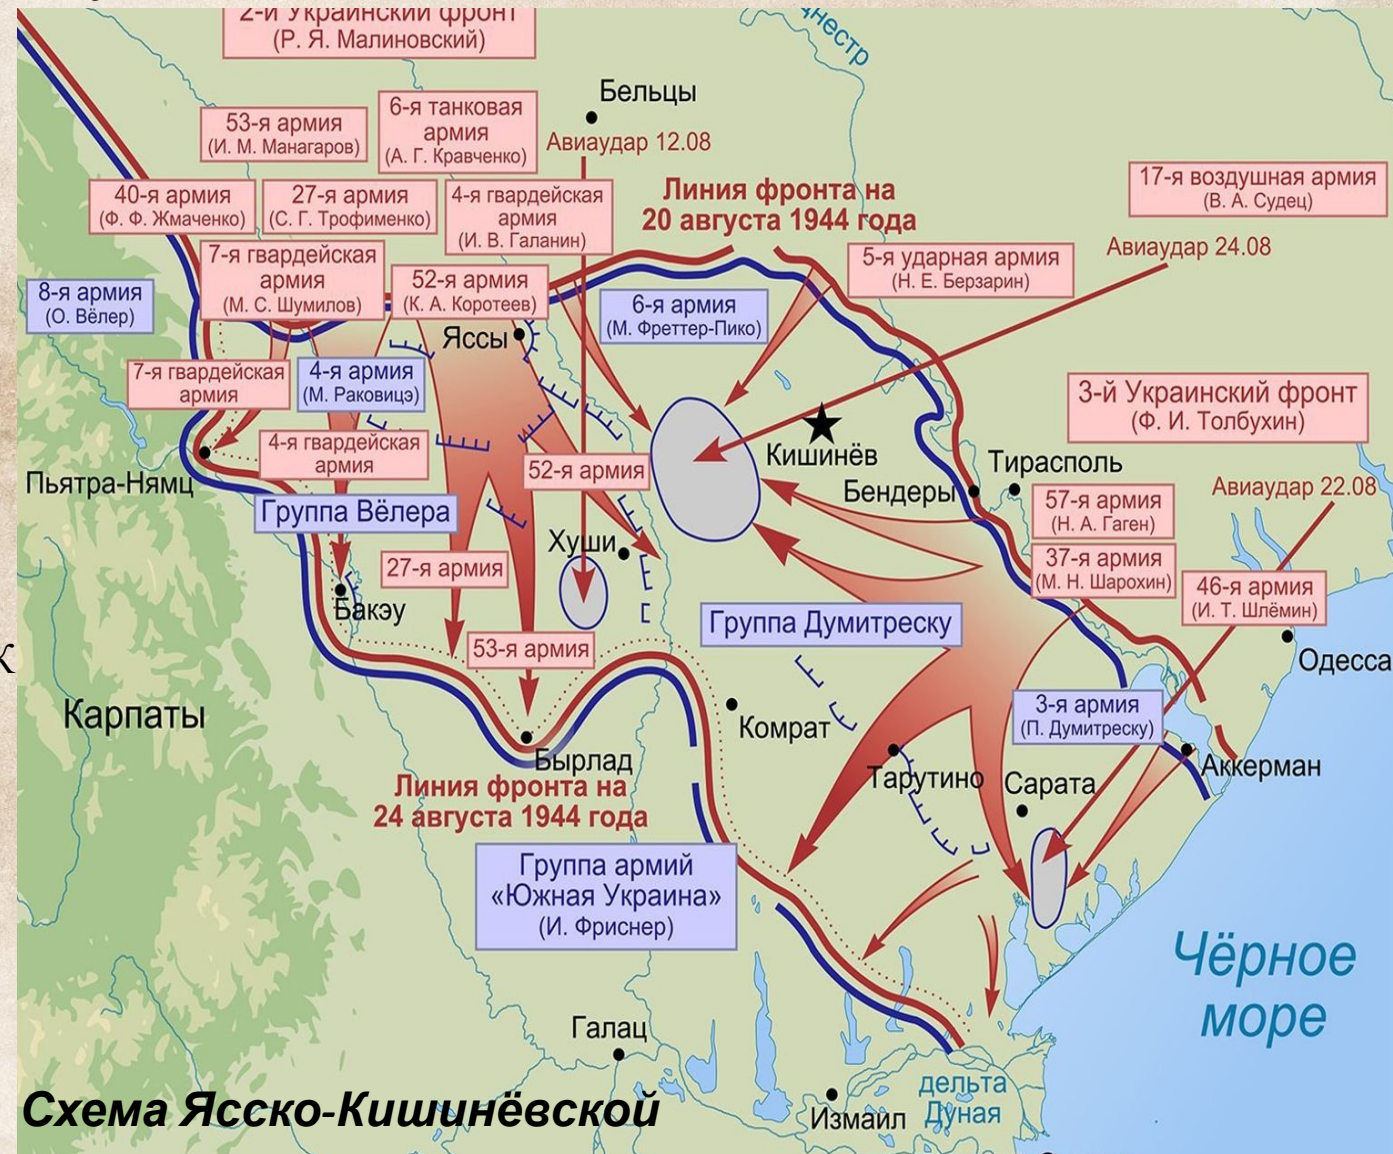 Днестр
2-й Украинский фронт
(Р. Я. Малиновский)
Бельцы
6-я танковая
армия
(А. Г. Кравченко)
53-я армия
(И. М. Манагаров)
Авиаудар 12.08
17-я воздушная армия
(В. А. Судец)
40-я армия
(Ф. Ф. Жмаченко)
27-я армия
(С. Г. Трофименко)
4-я гвардейская
армия
(И. В. Галанин)
Линия фронта на
20 августа 1944 года
Авиаудар 24.08
7-я гвардейская
армия
(М. С. Шумилов)
52-я армия
(К. А. Коротеев)
5-я ударная армия
(Н. Е. Берзарин)
8-я армия
(О. Вёлер)
6-я армия
(М. Фреттер-Пико)
Яссы
7-я гвардейская
армия
4-я армия
(М. Раковицэ)
3-й Украинский фронт
(Ф. И. Толбухин)
4-я гвардейская
армия
Кишинёв
52-я армия
Тирасполь
Пьятра-Нямц
Бендеры
Авиаудар 22.08
Группа Вёлера
57-я армия
(Н. А. Гаген)
Хуши
37-я армия
(М. Н. Шарохин)
27-я армия
46-я армия
(И. Т. Шлёмин)
Бакэу
Группа Думитреску
53-я армия
К
Одесса
Карпаты
3-я армия
(П. Думитреску)
Комрат
Бырлад
Аккерман
Тарутино
Сарата
Линия фронта на
24 августа 1944 года
Группа армий
«Южная Украина»
(И. Фриснер)
Чёрное
море
Галац
дельта
Дуная
Измаил
Схема Ясско-Кишинёвской